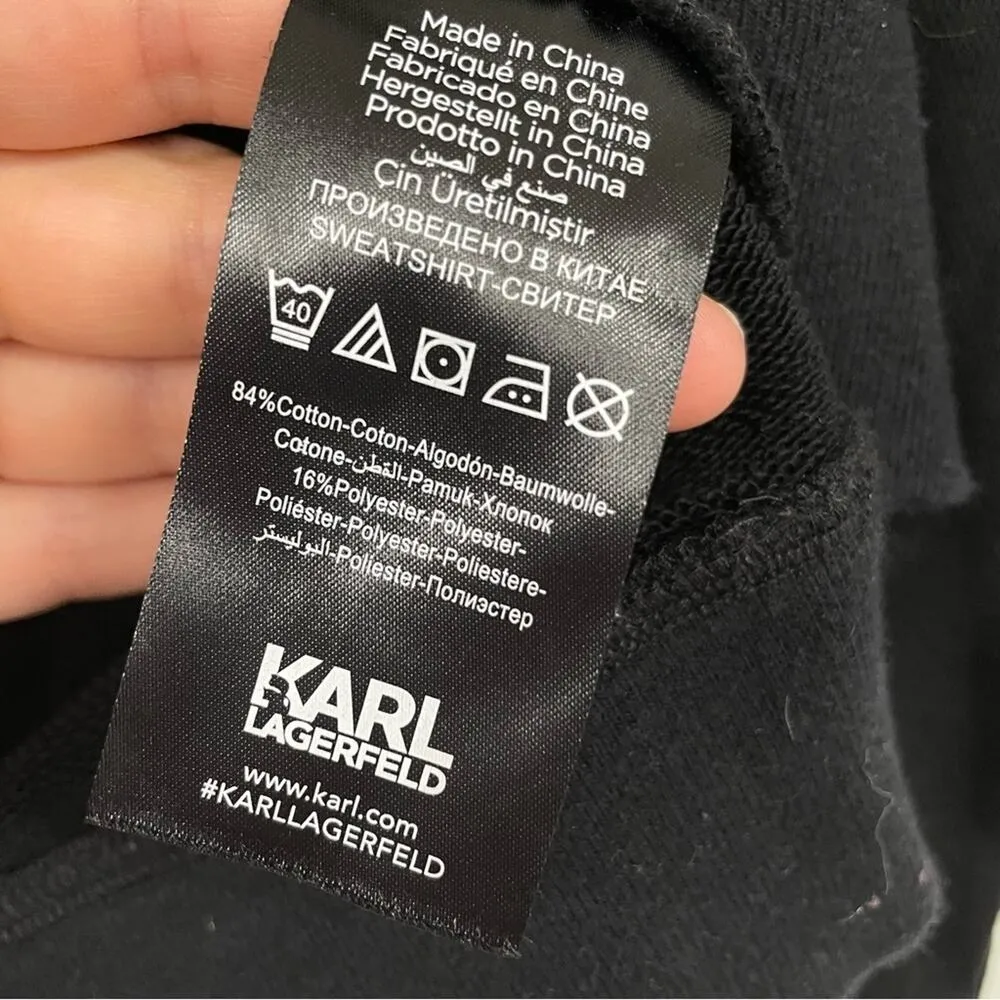 Made in China
Fabriqué en Chine
Fabricado en China
Hergestellt in China
Prodotto in China
صنع في الصين
Çin Üretilmiştir
ПРОИЗВЕДЕНО В КИТАЕ
SWEATSHIRT-СВИТЕР
40
84%Cotton-Coton-Algodón-Baumwolle-
Cotone-القطن-Pamuk-Хлопок
16%Polyester-Polyester-
Poliéster-Polyester-Poliestere-
البوليستر-Poliester-Полиэстер
KARL
LAGERFELD
www.karl.com
#KARLLAGERFELD